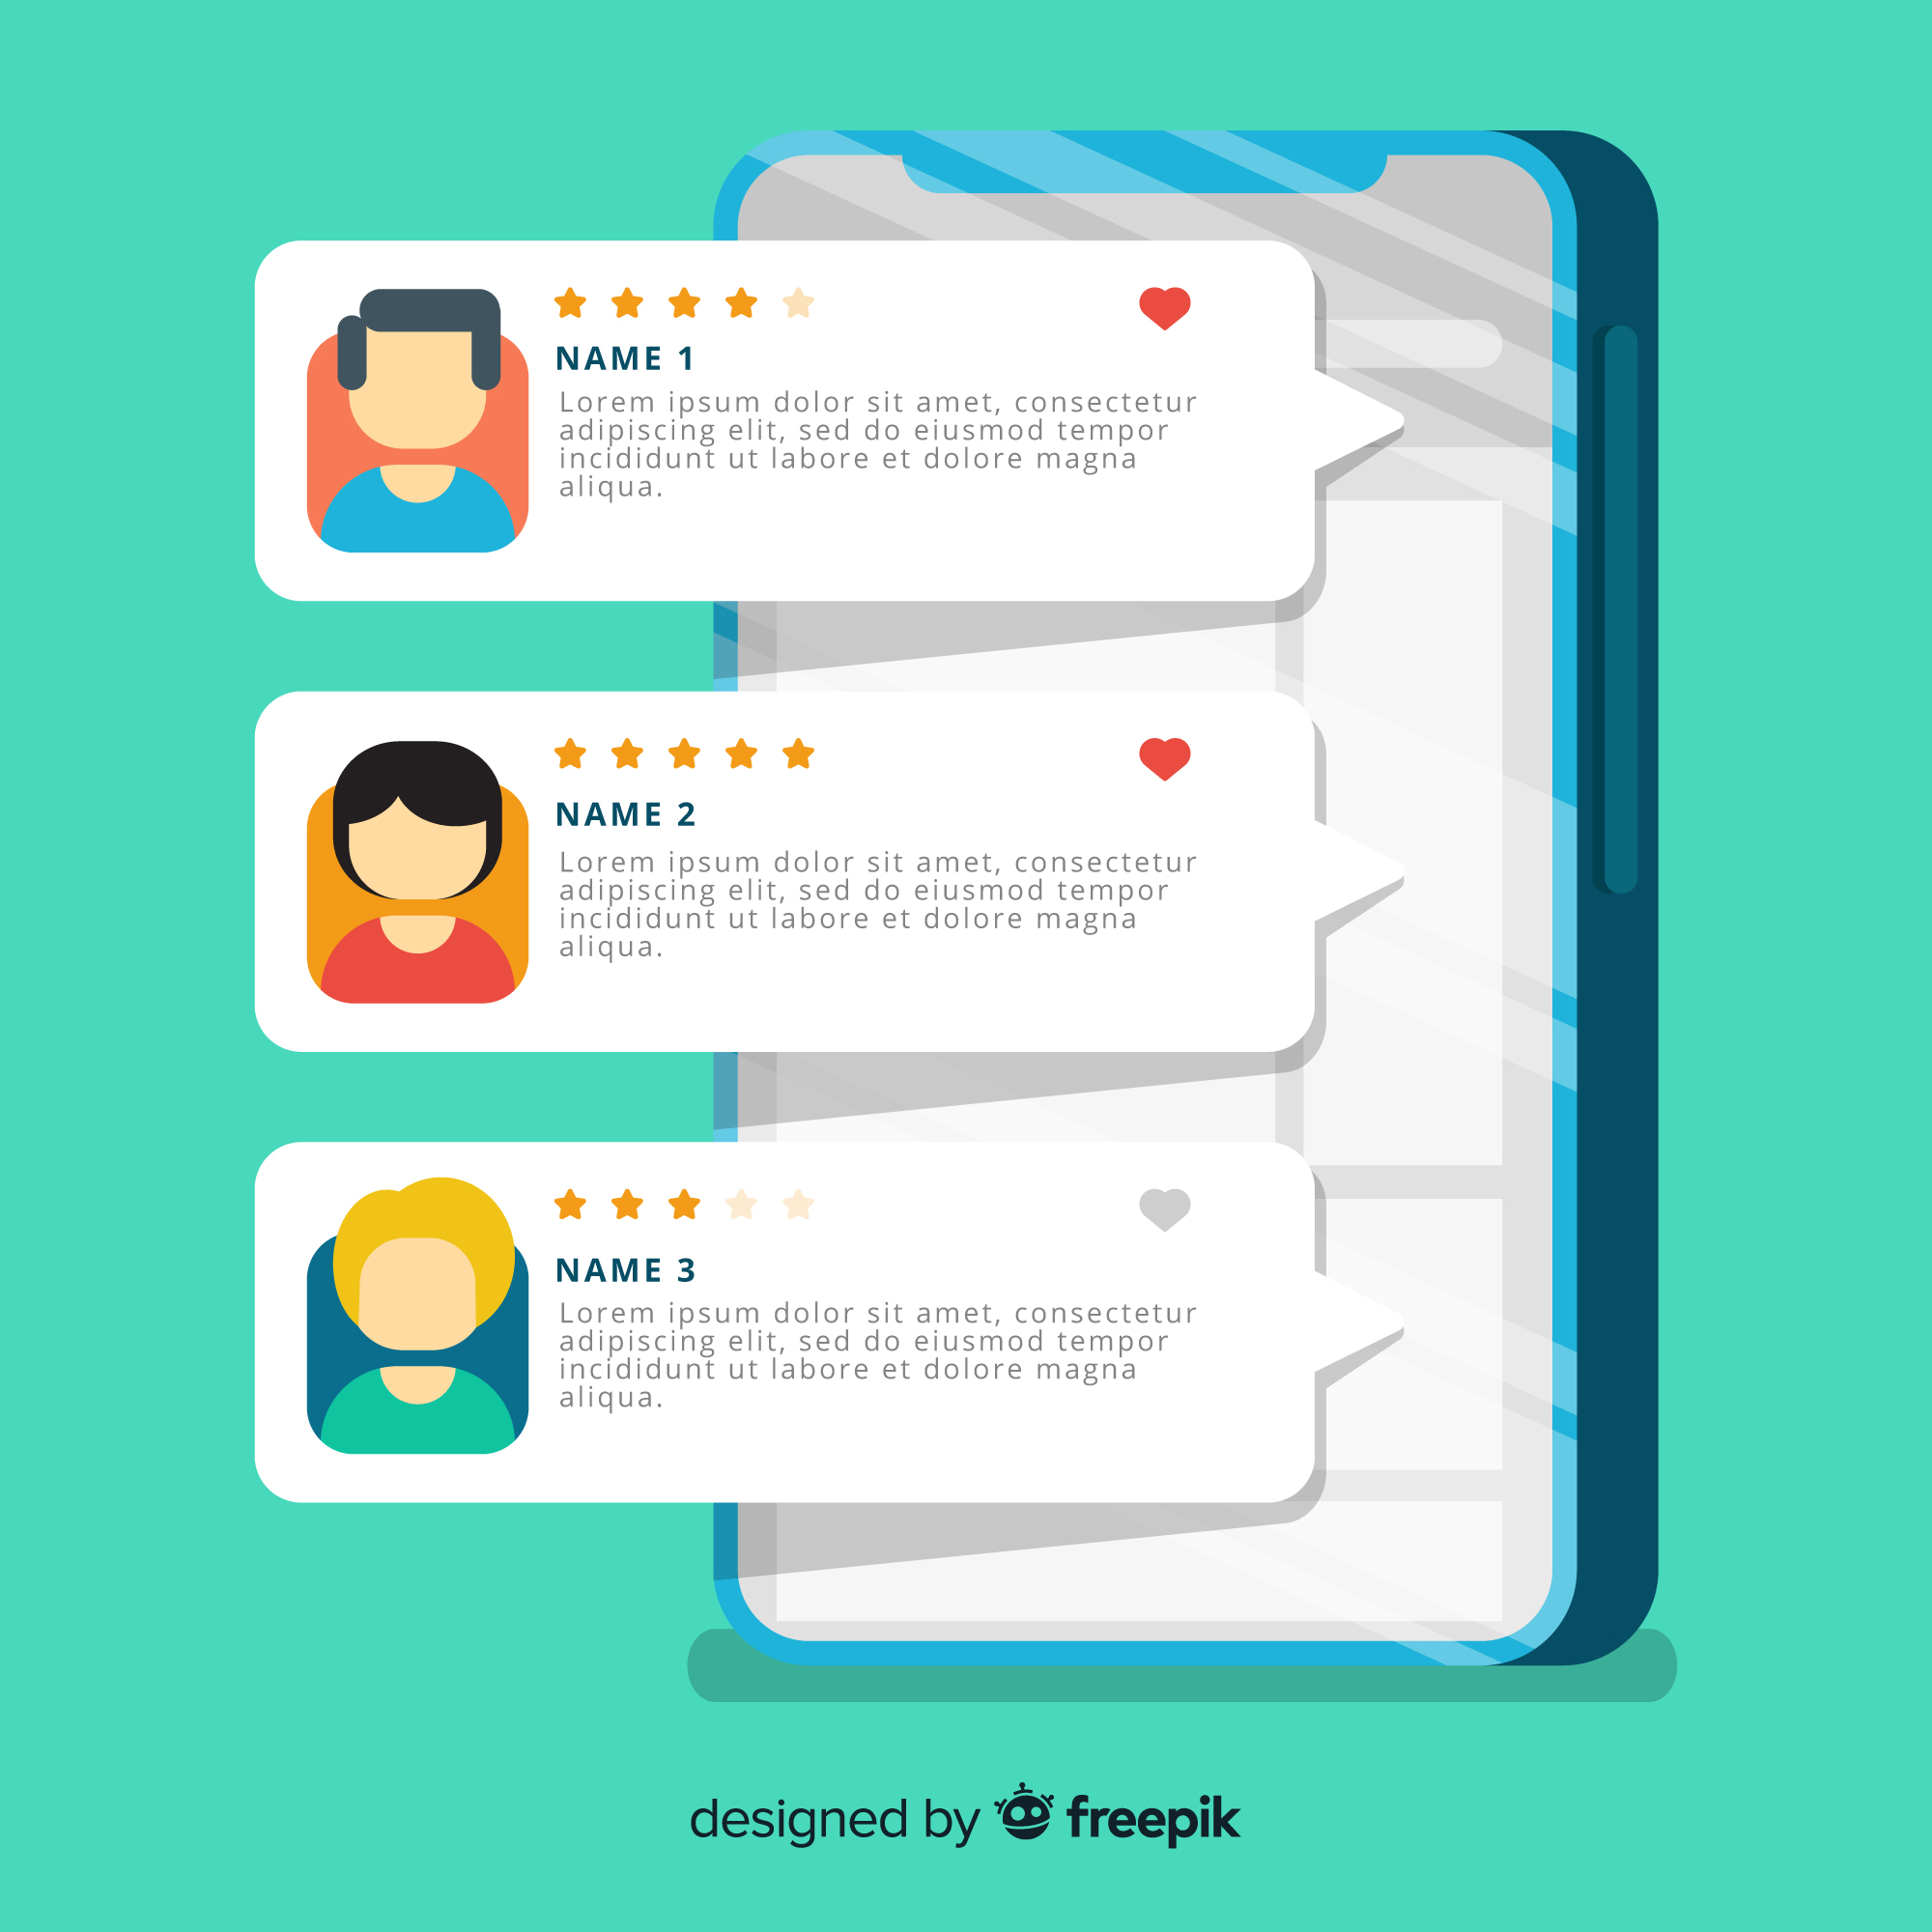 NAME 1
Lorem ipsum dolor sit amet, consectetur
adipiscing elit, sed do eiusmod tempor
incididunt ut labore et dolore magna
aliqua.
NAME 2
Lorem ipsum dolor sit amet, consectetur
adipiscing elit, sed do eiusmod tempor
incididunt ut labore et dolore magna
aliqua.
NAME 3
Lorem ipsum dolor sit amet, consectetur
adipiscing elit, sed do eiusmod tempor
incididunt ut labore et dolore magna
aliqua.
designed by freepik